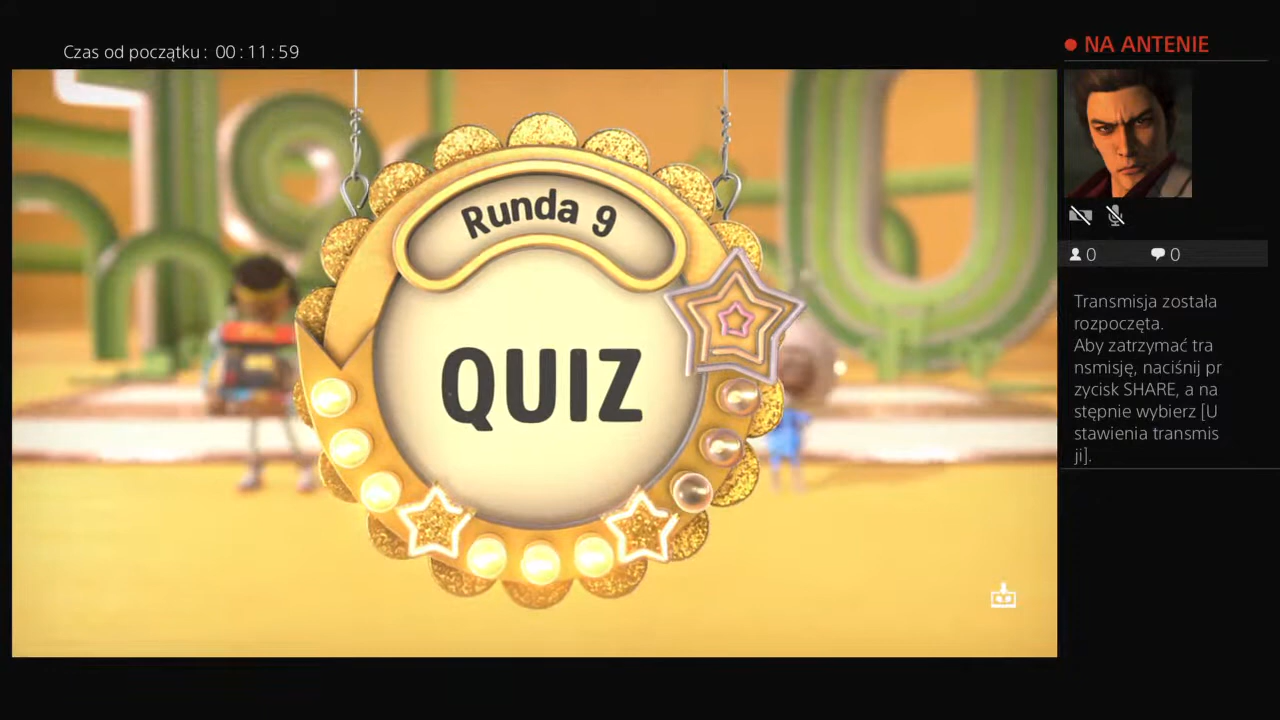 Czas od początku : 00 : 11 : 59
NA ANTENIE
Runda 9
QUIZ
0
0
Transmisja została
rozpoczęta.
Aby zatrzymać tra
nsmisję, naciśnij pr
zycisk SHARE, a na
stępnie wybierz [U
stawienia transmis
ji].